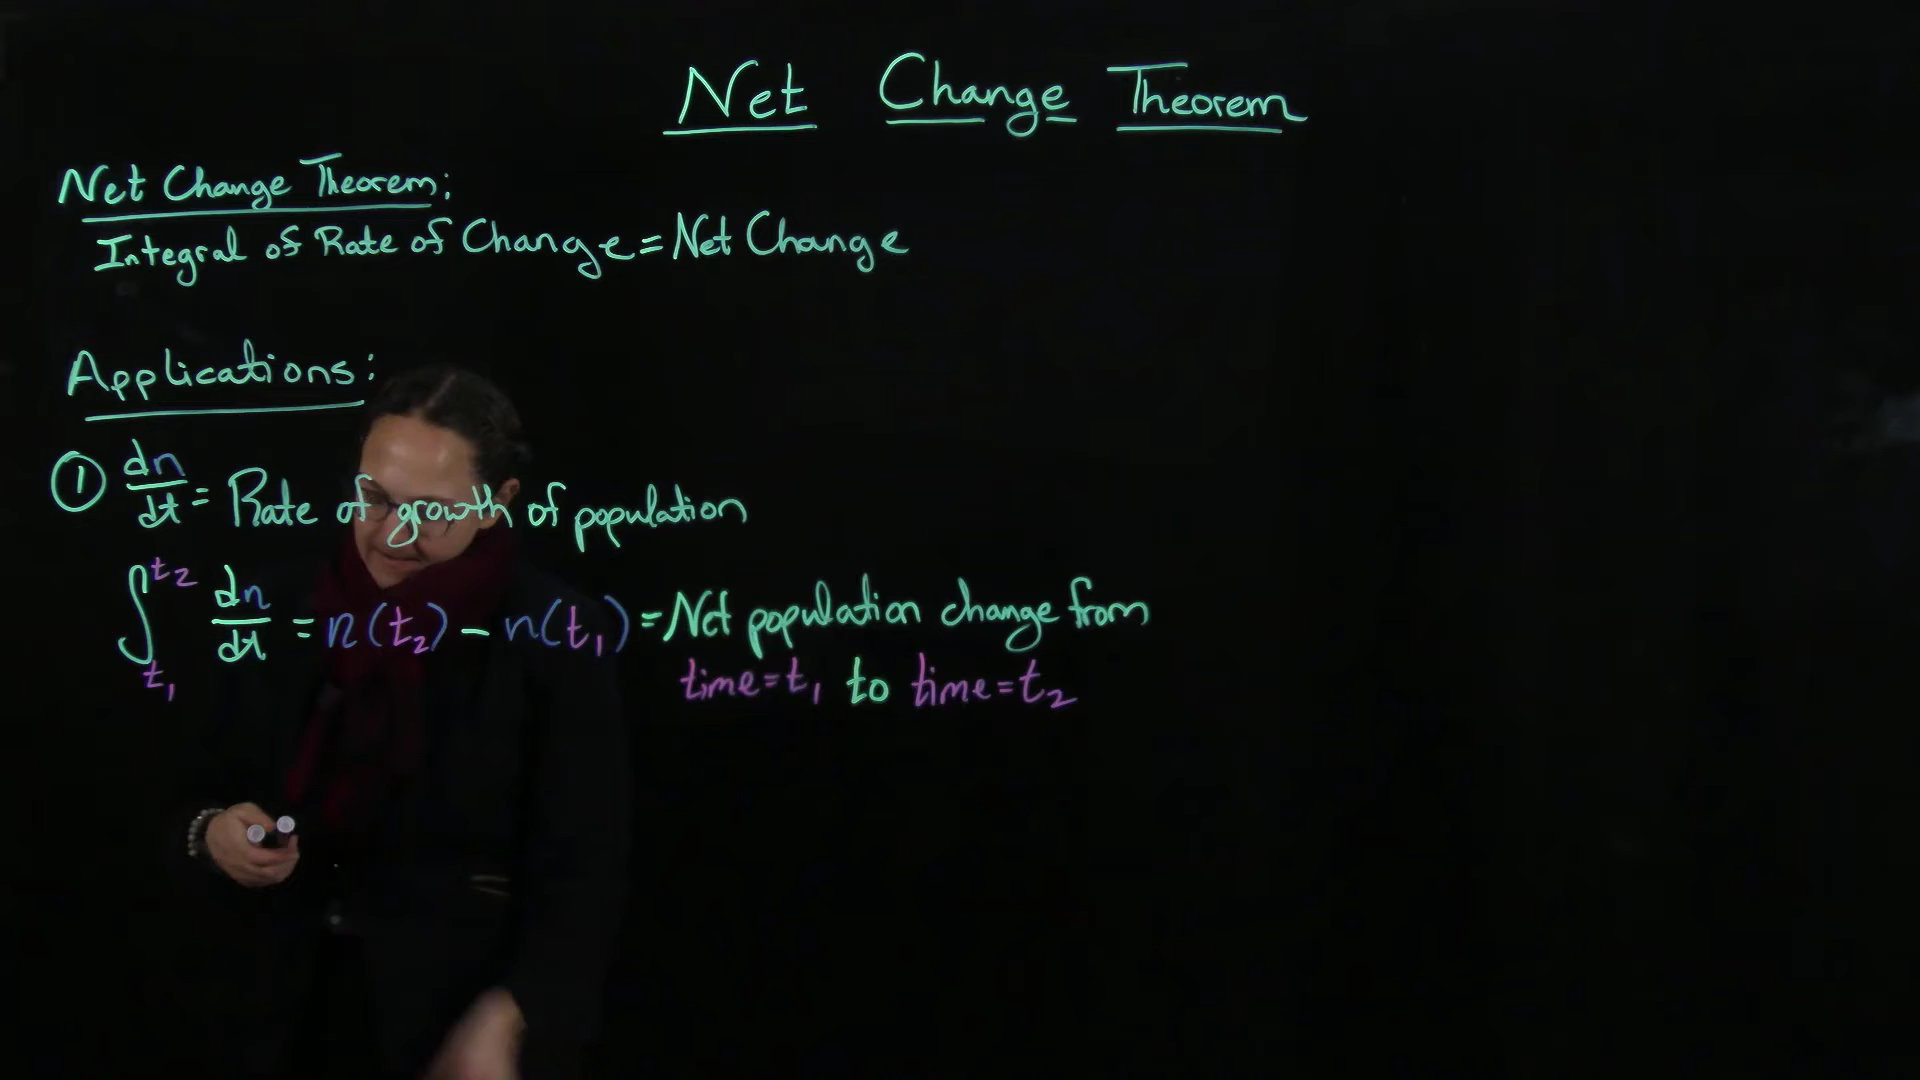 Net Change Theorem
Net Change Theorem:
Integral of Rate of Change = Net Change
Applications:
① dn/dt = Rate of growth of population
∫_{t₁}^{t₂} dn/dt = n(t₂) - n(t₁) = Net population change from
time = t₁ to time = t₂